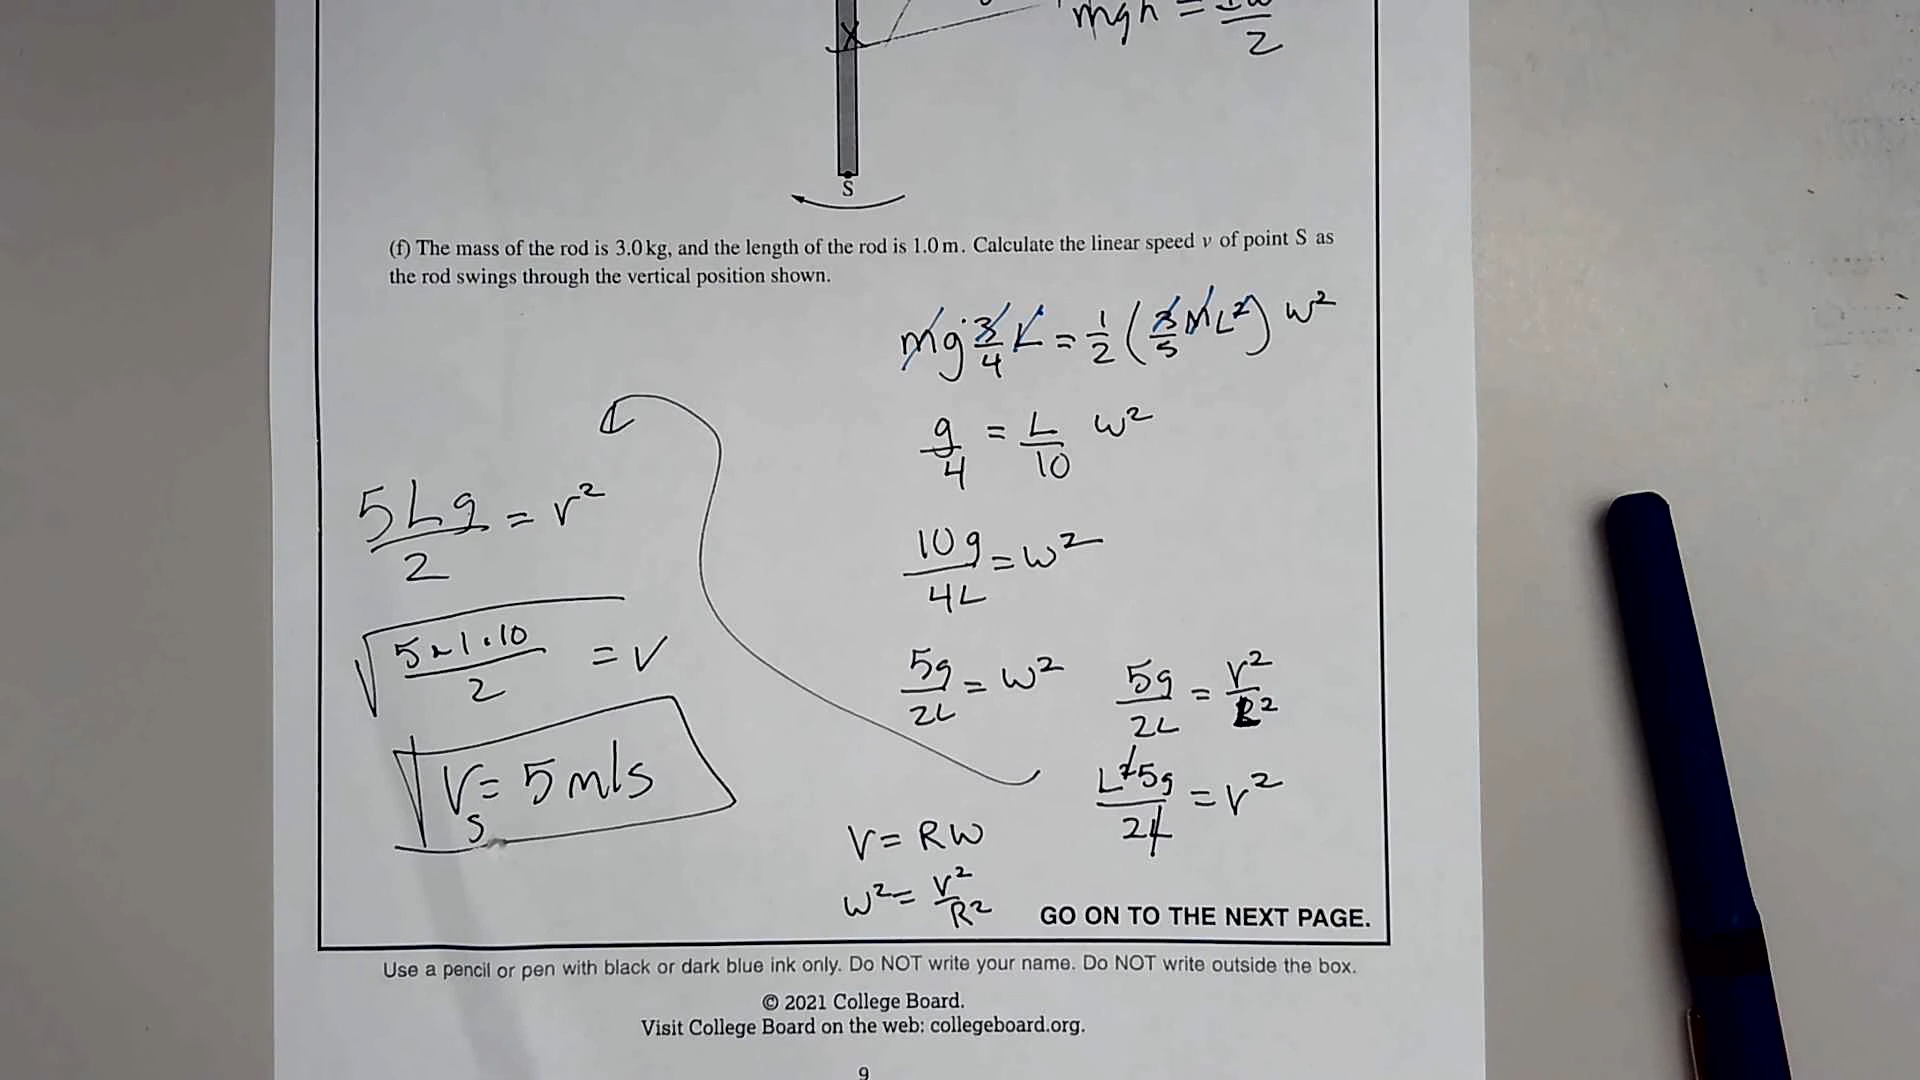 mgh = Iω/2
S
(f) The mass of the rod is 3.0 kg, and the length of the rod is 1.0 m. Calculate the linear speed v of point S as
the rod swings through the vertical position shown.
mg 3/4 L = 1/2 (3/5 ML²) ω²
g/4 = L/10 ω²
10g/4L = ω²
5g/2L = ω²
5g/2L = v²/R²
L²5g/2L = v²
v = Rω
ω² = v²/R²
5Lg/2 = v²
√(5×1·10/2) = v
Vs = 5 m/s
GO ON TO THE NEXT PAGE.
Use a pencil or pen with black or dark blue ink only. Do NOT write your name. Do NOT write outside the box.
© 2021 College Board.
Visit College Board on the web: collegeboard.org.
9